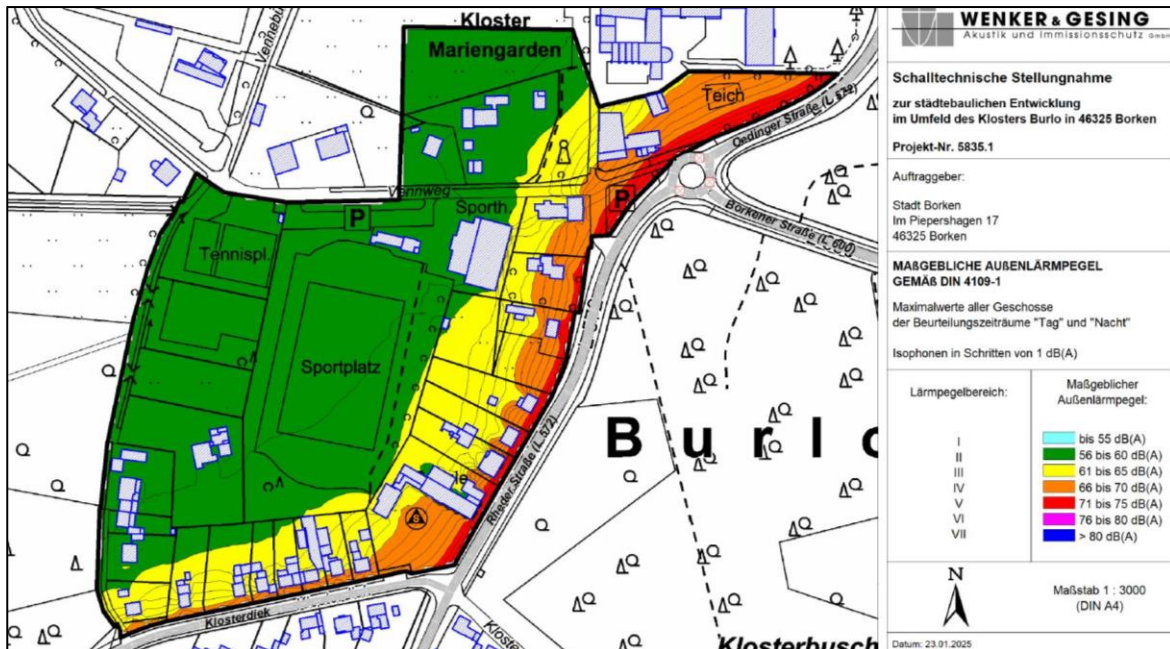 Kloster
Mariengarden
Teich
Oedinger Straße (L 572)
Vennweg
P
P
Sporth.
Borkener Straße (L 600)
Tennispl.
Sportplatz
Burlo
Rheder Straße (L 572)
Klosterdiek
Klosterbusch
WENKER & GESING
Akustik und Immissionsschutz GmbH
Schalltechnische Stellungnahme
zur städtebaulichen Entwicklung
im Umfeld des Klosters Burlo in 46325 Borken
Projekt-Nr. 5835.1
Auftraggeber:
Stadt Borken
Im Piepershagen 17
46325 Borken
MAßGEBLICHE AUßENLÄRMPEGEL
GEMÄß DIN 4109-1
Maximalwerte aller Geschosse
der Beurteilungszeiträume "Tag" und "Nacht"
Isophonen in Schritten von 1 dB(A)
Lärmpegelbereich:
Maßgeblicher
Außenlärmpegel:
I bis 55 dB(A)
II 56 bis 60 dB(A)
III 61 bis 65 dB(A)
IV 66 bis 70 dB(A)
V 71 bis 75 dB(A)
VI 76 bis 80 dB(A)
VII > 80 dB(A)
N
Maßstab 1 : 3000
(DIN A4)
Datum: 23.01.2025